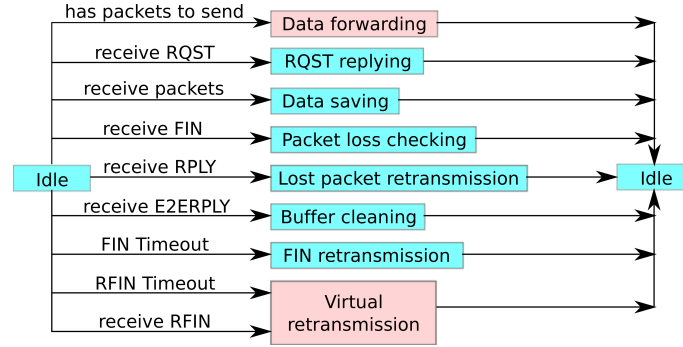 has packets to send
Data forwarding
receive RQST
RQST replying
receive packets
Data saving
receive FIN
Packet loss checking
Idle
receive RPLY
Lost packet retransmission
Idle
receive E2ERPLY
Buffer cleaning
FIN Timeout
FIN retransmission
RFIN Timeout
Virtual
retransmission
receive RFIN